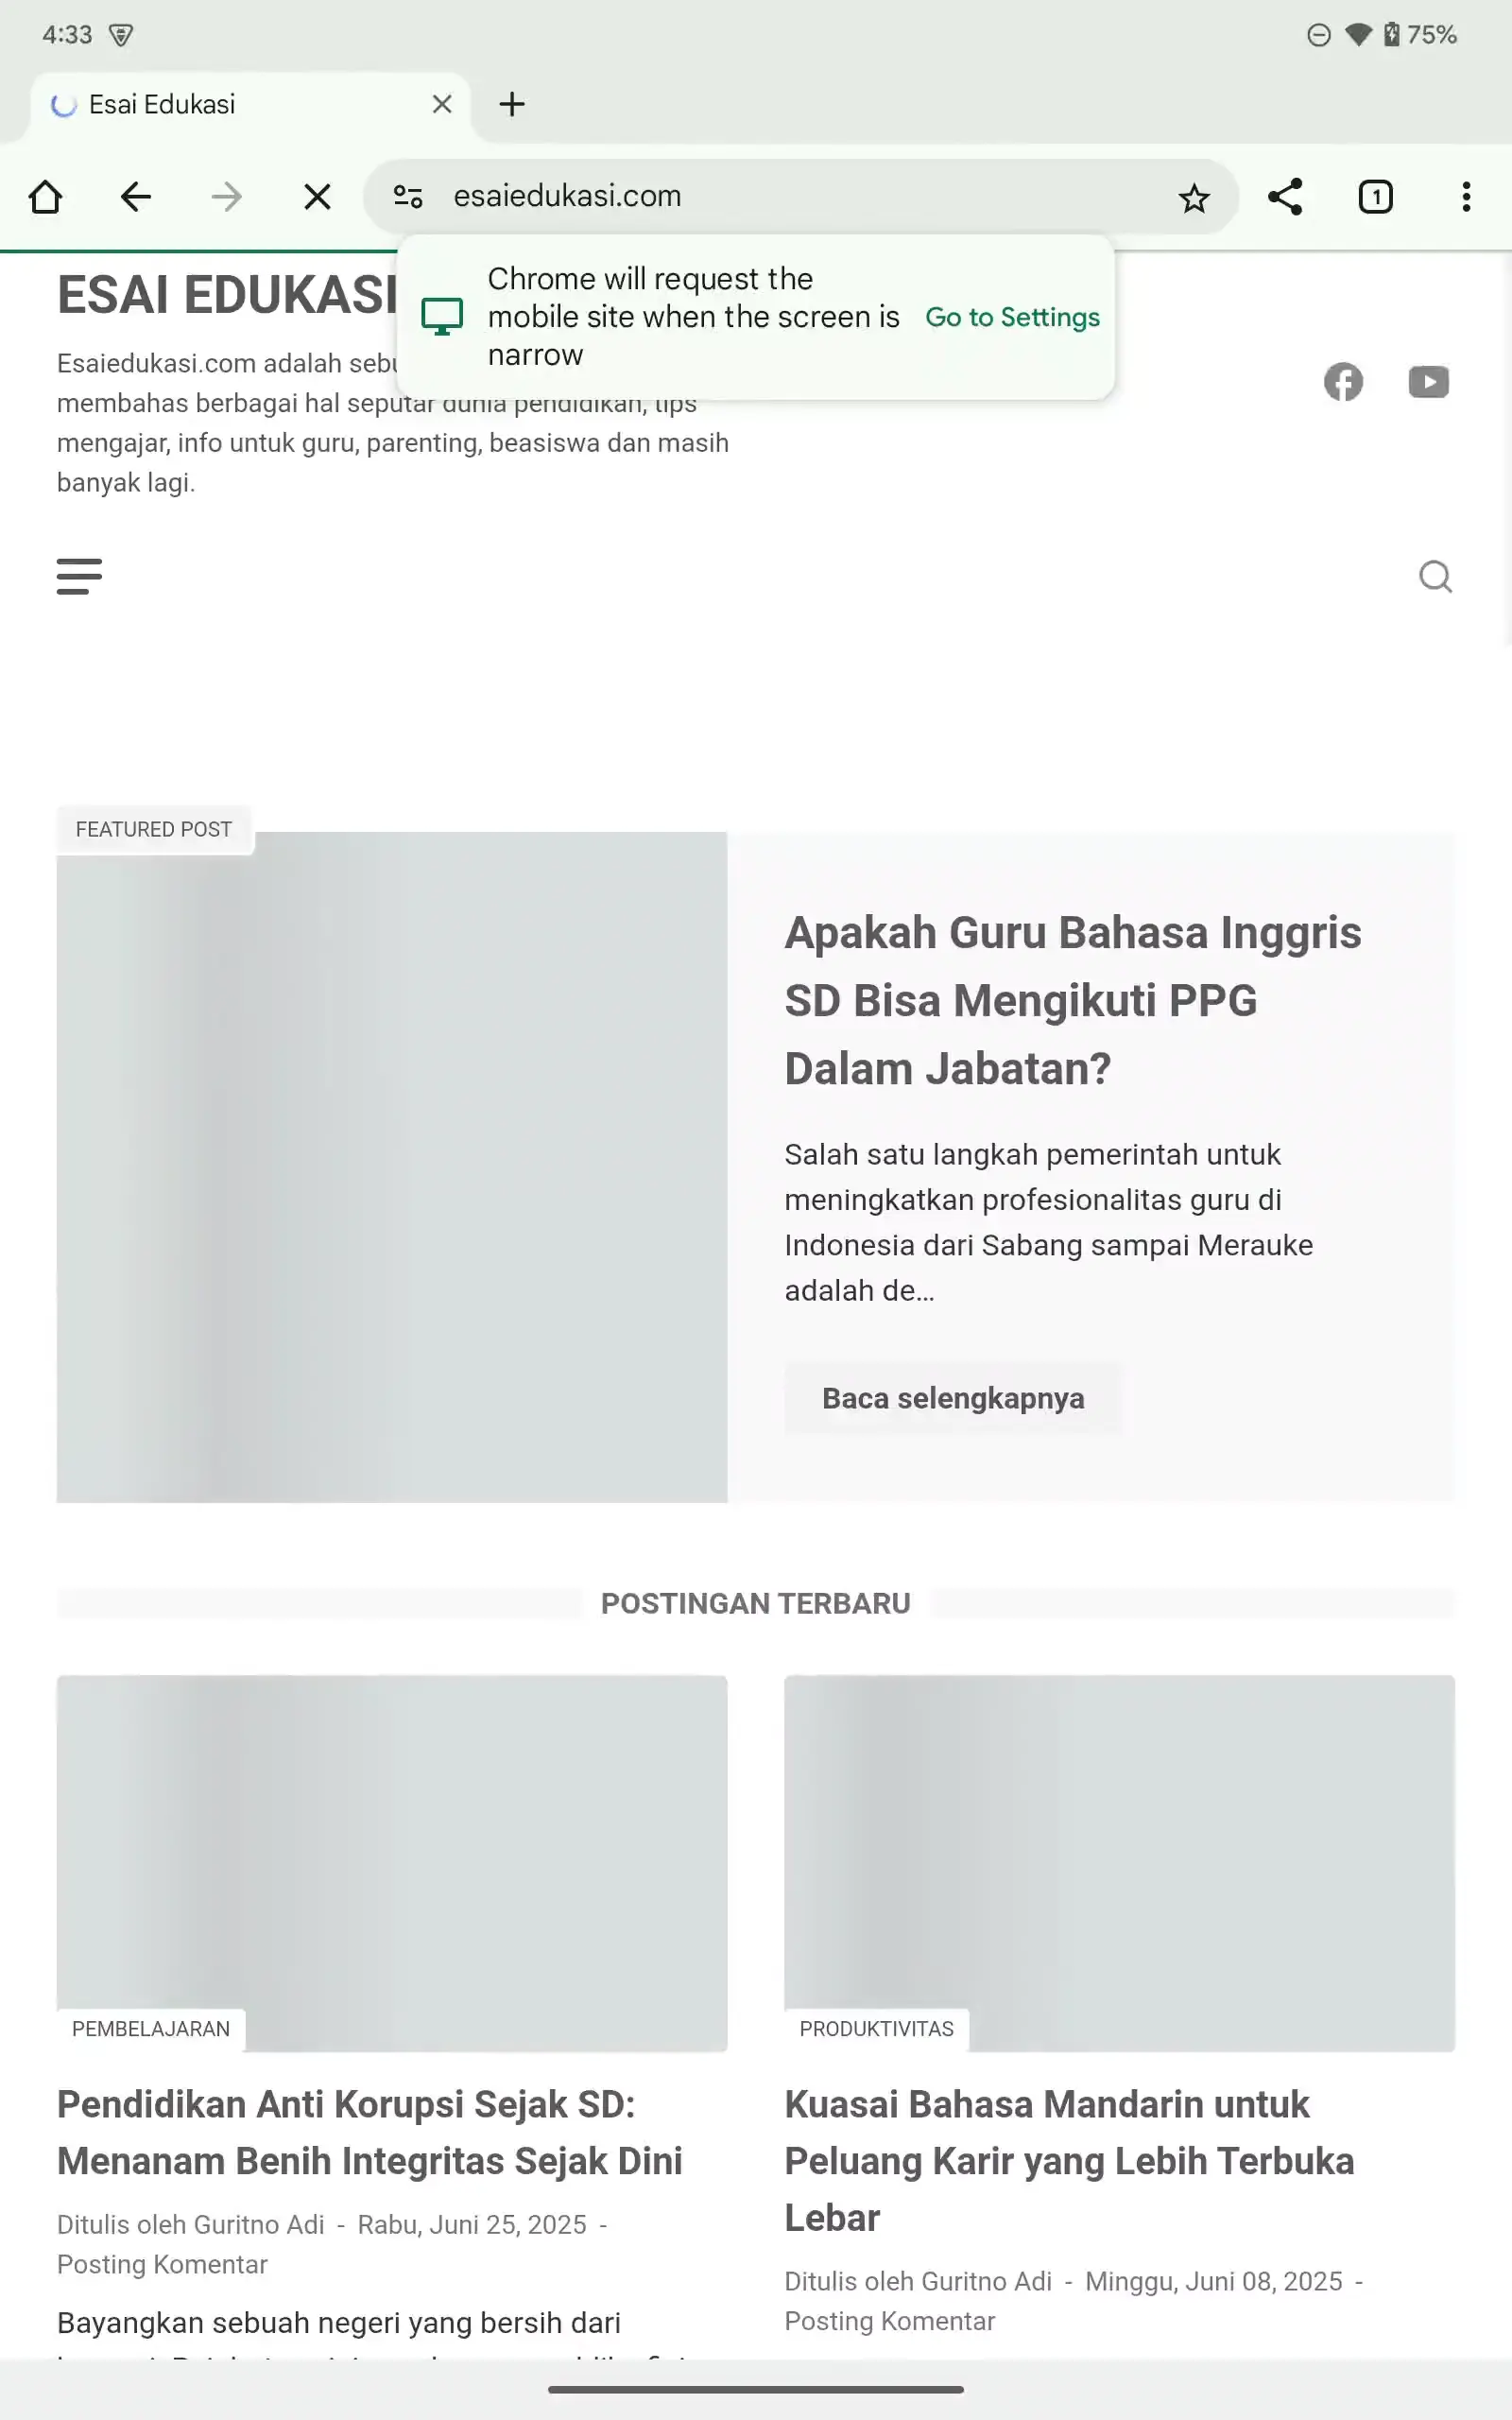 4:33
75%
Esai Edukasi
esaiedukasi.com
1
Chrome will request the
mobile site when the screen is
narrow
Go to Settings
ESAI EDUKASI
Esaiedukasi.com adalah
membahas berbagai hal seputar dunia pendidikan, tips
mengajar, info untuk guru, parenting, beasiswa dan masih
banyak lagi.
FEATURED POST
Apakah Guru Bahasa Inggris
SD Bisa Mengikuti PPG
Dalam Jabatan?
Salah satu langkah pemerintah untuk
meningkatkan profesionalitas guru di
Indonesia dari Sabang sampai Merauke
adalah de...
Baca selengkapnya
POSTINGAN TERBARU
PEMBELAJARAN
Pendidikan Anti Korupsi Sejak SD:
Menanam Benih Integritas Sejak Dini
Ditulis oleh Guritno Adi - Rabu, Juni 25, 2025 -
Posting Komentar
Bayangkan sebuah negeri yang bersih dari
PRODUKTIVITAS
Kuasai Bahasa Mandarin untuk
Peluang Karir yang Lebih Terbuka
Lebar
Ditulis oleh Guritno Adi - Minggu, Juni 08, 2025 -
Posting Komentar